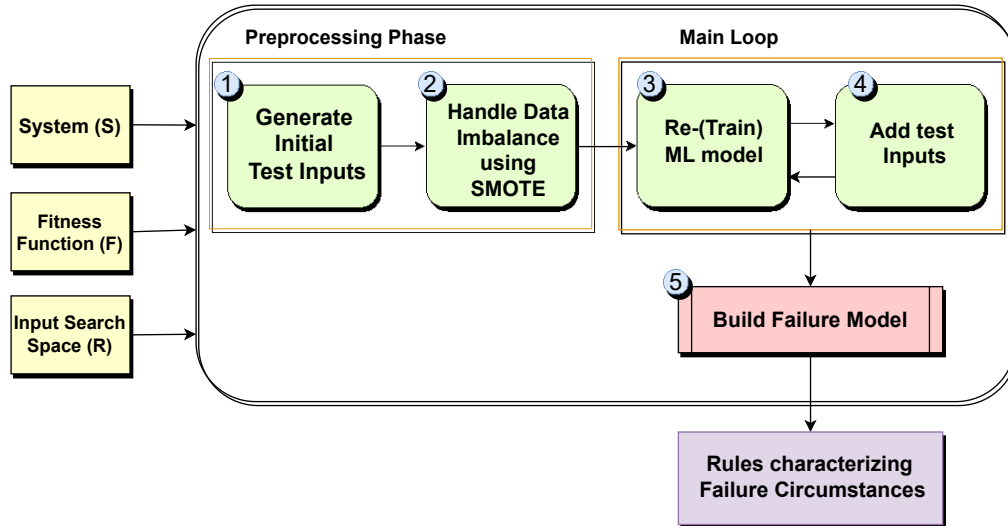 Preprocessing Phase
Main Loop
System (S)
Fitness
Function (F)
Input Search
Space (R)
1
Generate
Initial
Test Inputs
2
Handle Data
Imbalance
using
SMOTE
3
Re-(Train)
ML model
4
Add test
Inputs
5
Build Failure Model
Rules characterizing
Failure Circumstances